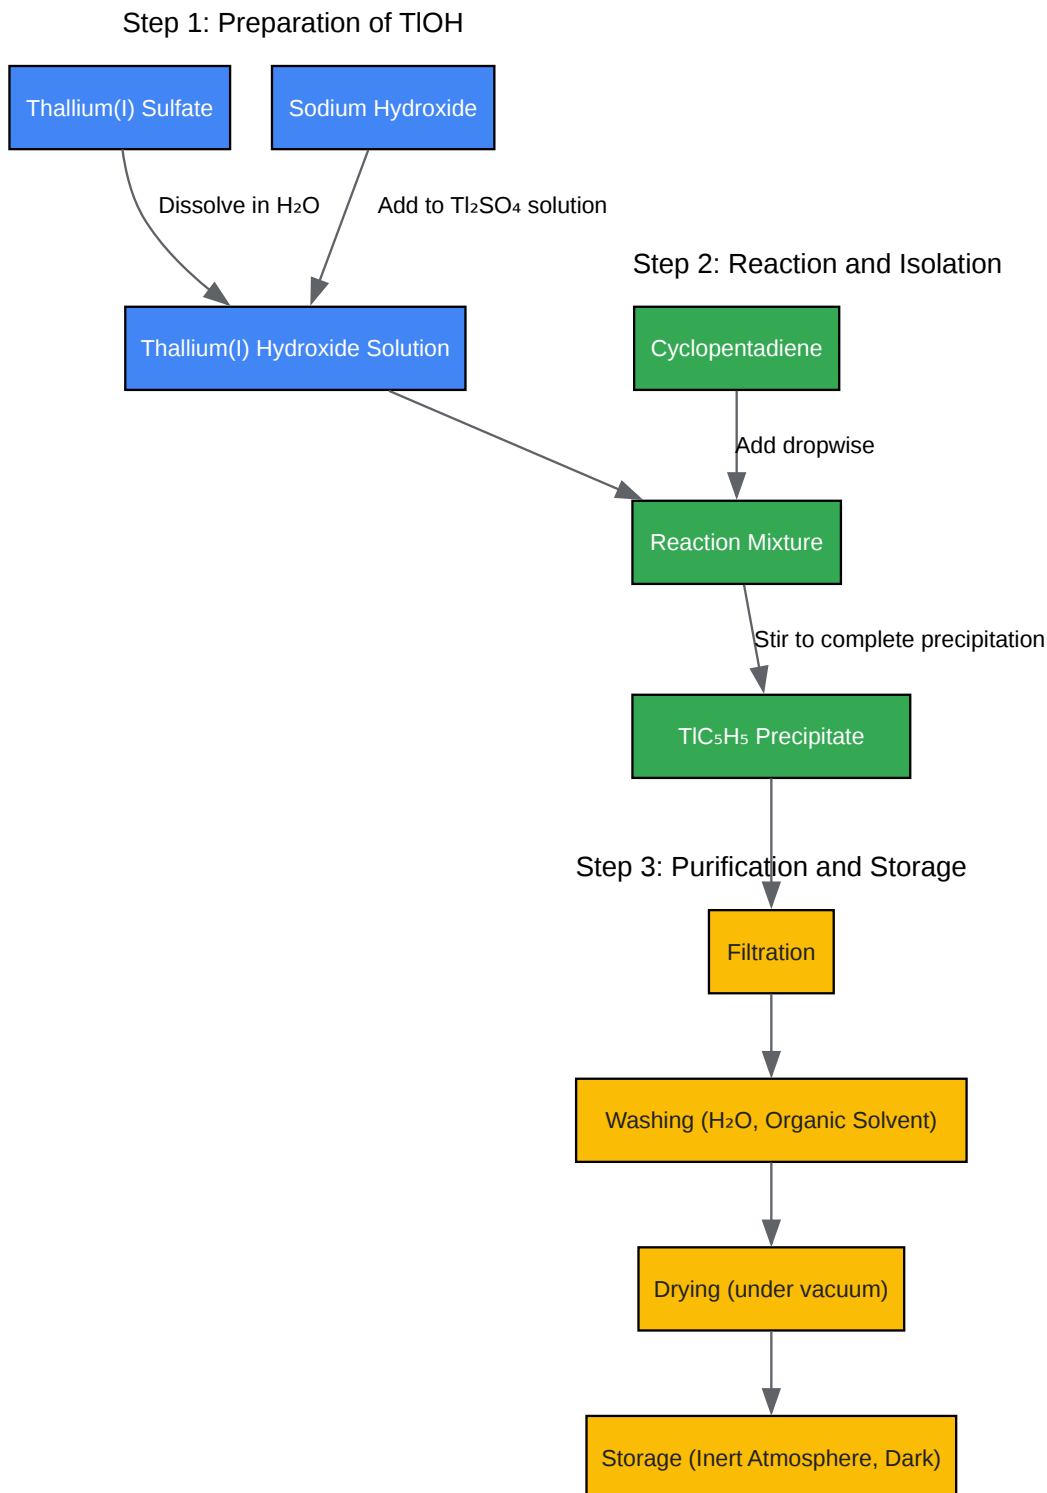 Step 1: Preparation of TlOH
Thallium(I) Sulfate
Sodium Hydroxide
Dissolve in H₂O
Add to Tl₂SO₄ solution
Step 2: Reaction and Isolation
Thallium(I) Hydroxide Solution
Cyclopentadiene
Add dropwise
Reaction Mixture
Stir to complete precipitation
TlC₅H₅ Precipitate
Step 3: Purification and Storage
Filtration
Washing (H₂O, Organic Solvent)
Drying (under vacuum)
Storage (Inert Atmosphere, Dark)